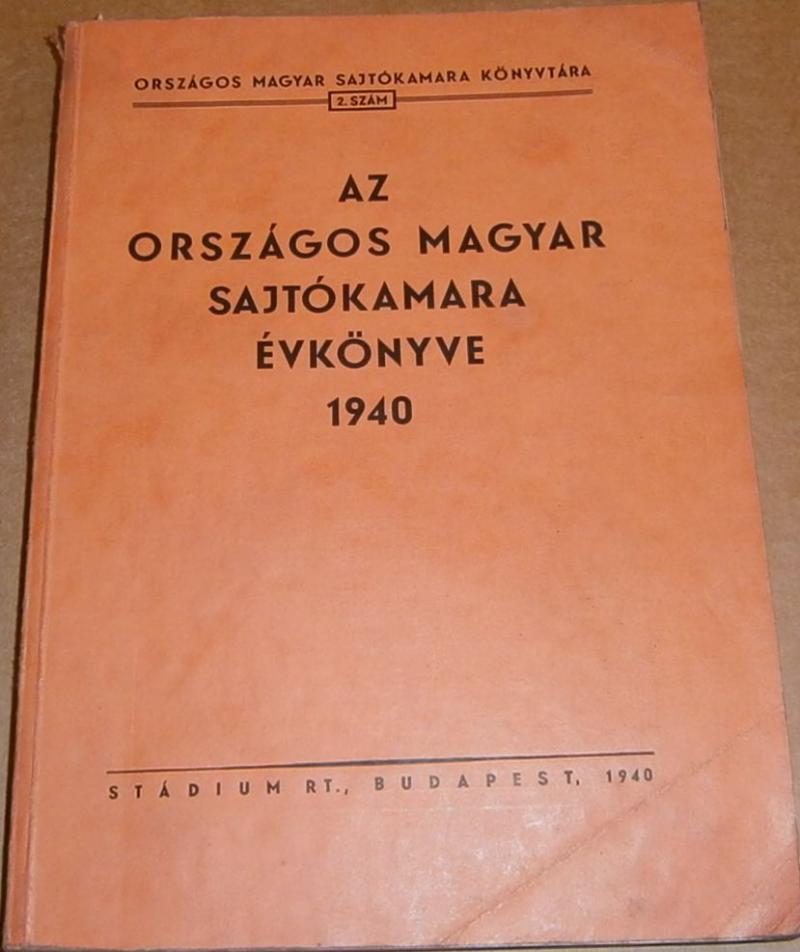 ORSZÁGOS MAGYAR SAJTÓKAMARA KÖNYVTÁRA
2. SZÁM
AZ
ORSZÁGOS MAGYAR
SAJTÓKAMARA
ÉVKÖNYVE
1940
STÁDIUM RT., BUDAPEST, 1940